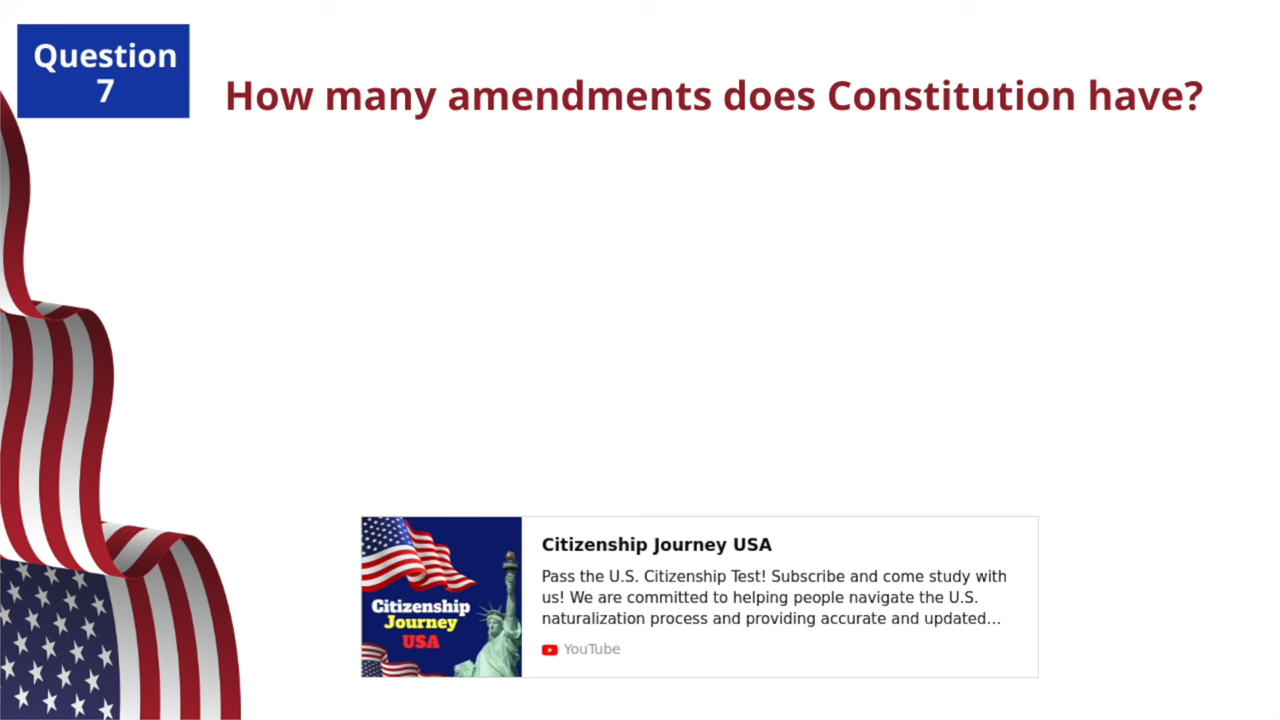 Question
7
How many amendments does Constitution have?
Citizenship
Journey
USA
Citizenship Journey USA
Pass the U.S. Citizenship Test! Subscribe and come study with
us! We are committed to helping people navigate the U.S.
naturalization process and providing accurate and updated...
YouTube